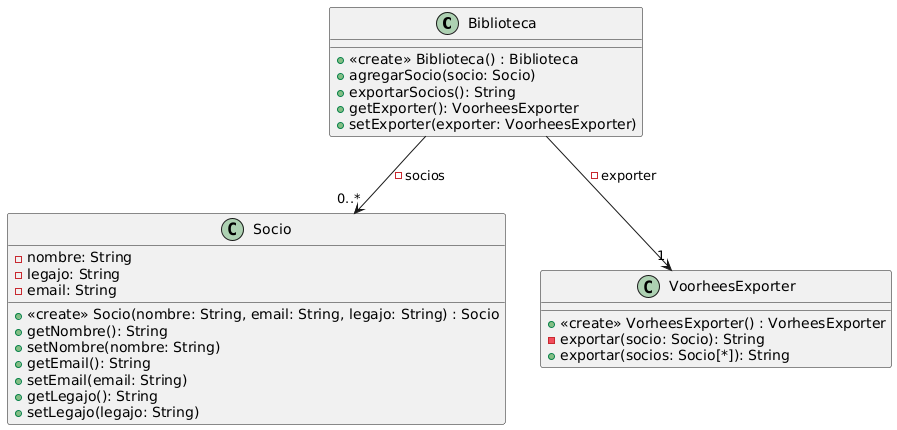 C Biblioteca
«create» Biblioteca() : Biblioteca
agregarSocio(socio: Socio)
exportarSocios(): String
getExporter(): VoorheesExporter
setExporter(exporter: VoorheesExporter)
socios
exporter
0..*
1
C Socio
nombre: String
legajo: String
email: String
«create» Socio(nombre: String, email: String, legajo: String) : Socio
getNombre(): String
setNombre(nombre: String)
getEmail(): String
setEmail(email: String)
getLegajo(): String
setLegajo(legajo: String)
C VoorheesExporter
«create» VorheesExporter() : VorheesExporter
exportar(socio: Socio): String
exportar(socios: Socio[*]): String